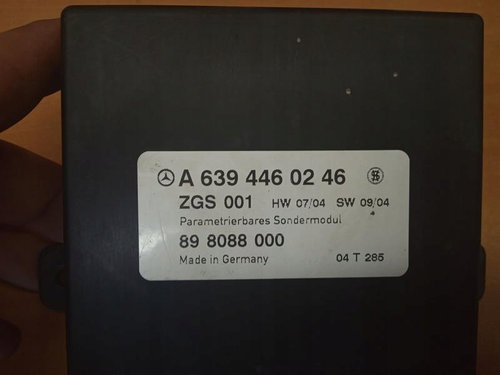 A 639 446 02 46
ZGS 001 HW 07/04 SW 09/04
Parametrierbares Sondermodul
89 8088 000
Made in Germany 04 T 285